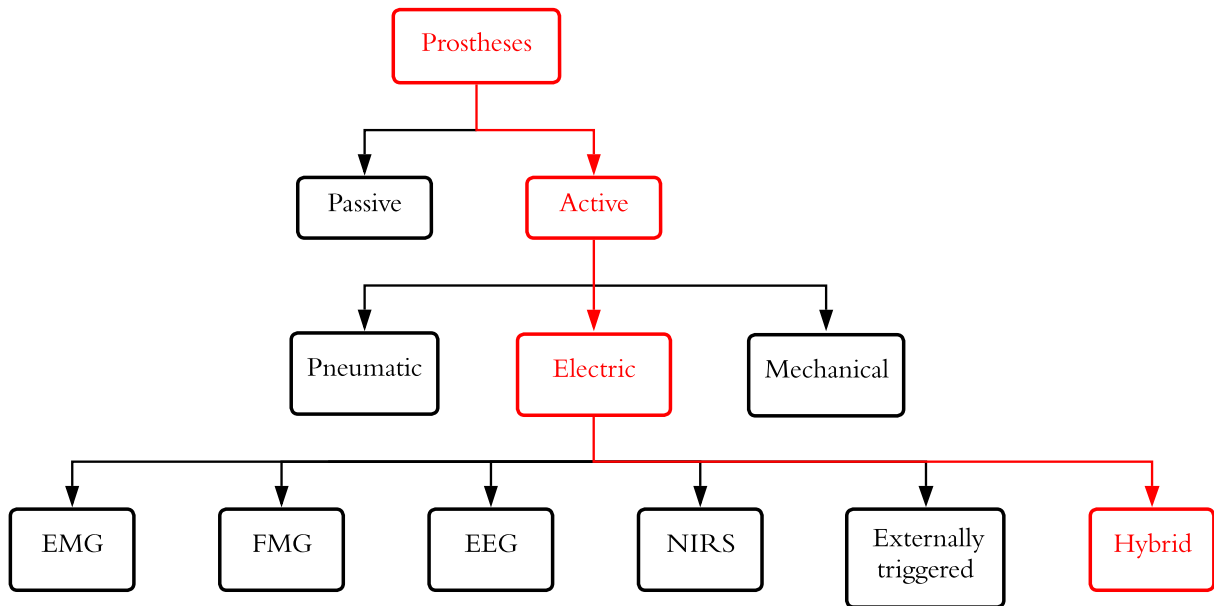 Prostheses
Passive
Active
Pneumatic
Electric
Mechanical
EMG
FMG
EEG
NIRS
Externally
triggered
Hybrid